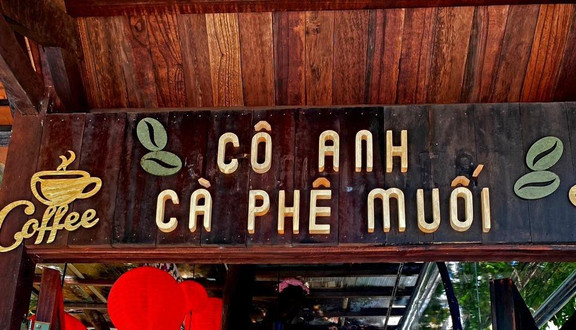 CÔ ANH
CÀ PHÊ MUỐI
Coffee